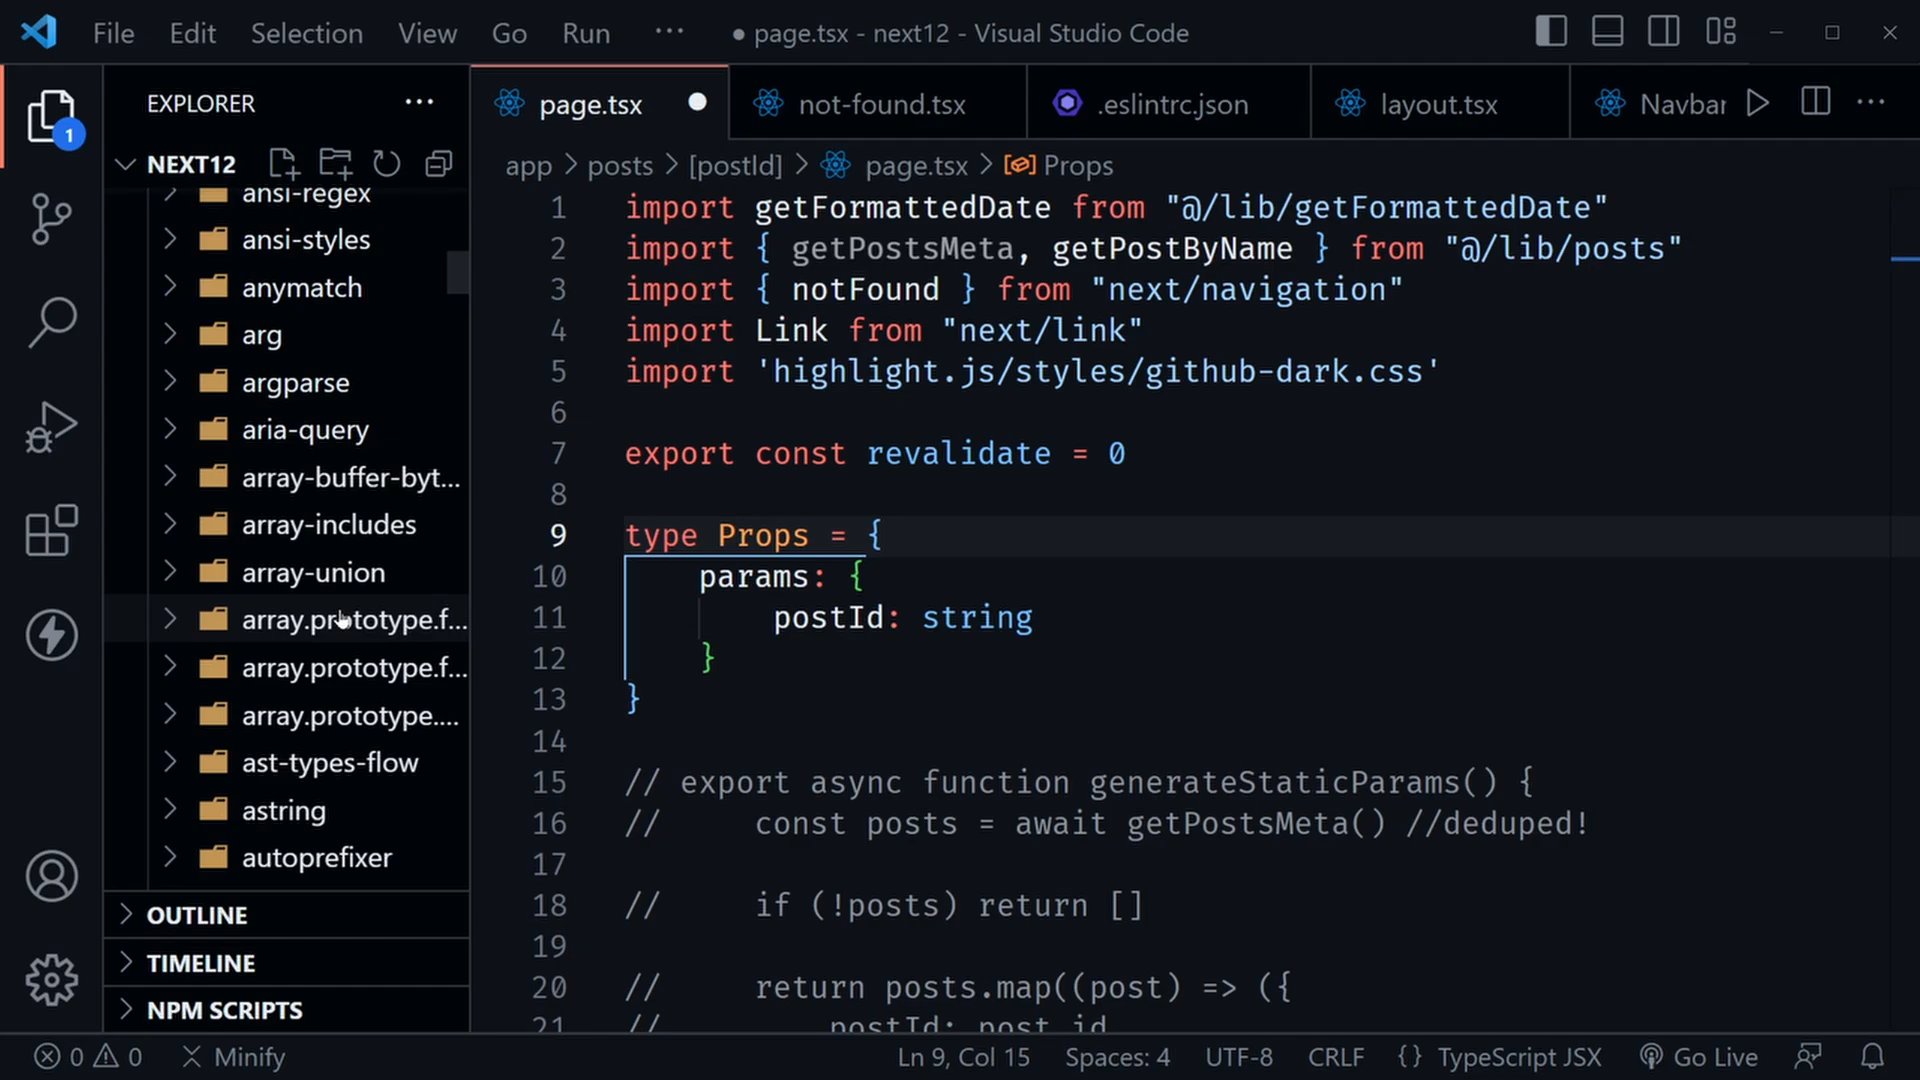 File Edit Selection View Go Run ··· ● page.tsx - next12 - Visual Studio Code
EXPLORER
page.tsx
not-found.tsx
.eslintrc.json
layout.tsx
Navbar
1
NEXT12
app > posts > [postId] > page.tsx > Props
ansi-regex
ansi-styles
anymatch
arg
argparse
aria-query
array-buffer-byt...
array-includes
array-union
array.prototype.f...
array.prototype.f...
array.prototype....
ast-types-flow
astring
autoprefixer
OUTLINE
TIMELINE
NPM SCRIPTS
1 import getFormattedDate from "@/lib/getFormattedDate"
2 import { getPostsMeta, getPostByName } from "@/lib/posts"
3 import { notFound } from "next/navigation"
4 import Link from "next/link"
5 import 'highlight.js/styles/github-dark.css'
6
7 export const revalidate = 0
8
9 type Props = {
10 params: {
11 postId: string
12 }
13 }
14
15 // export async function generateStaticParams() {
16 // const posts = await getPostsMeta() //deduped!
17
18 // if (!posts) return []
19
20 // return posts.map((post) => ({
21 // postId: post.id
0 0 Minify
Ln 9, Col 15 Spaces: 4 UTF-8 CRLF {} TypeScript JSX Go Live